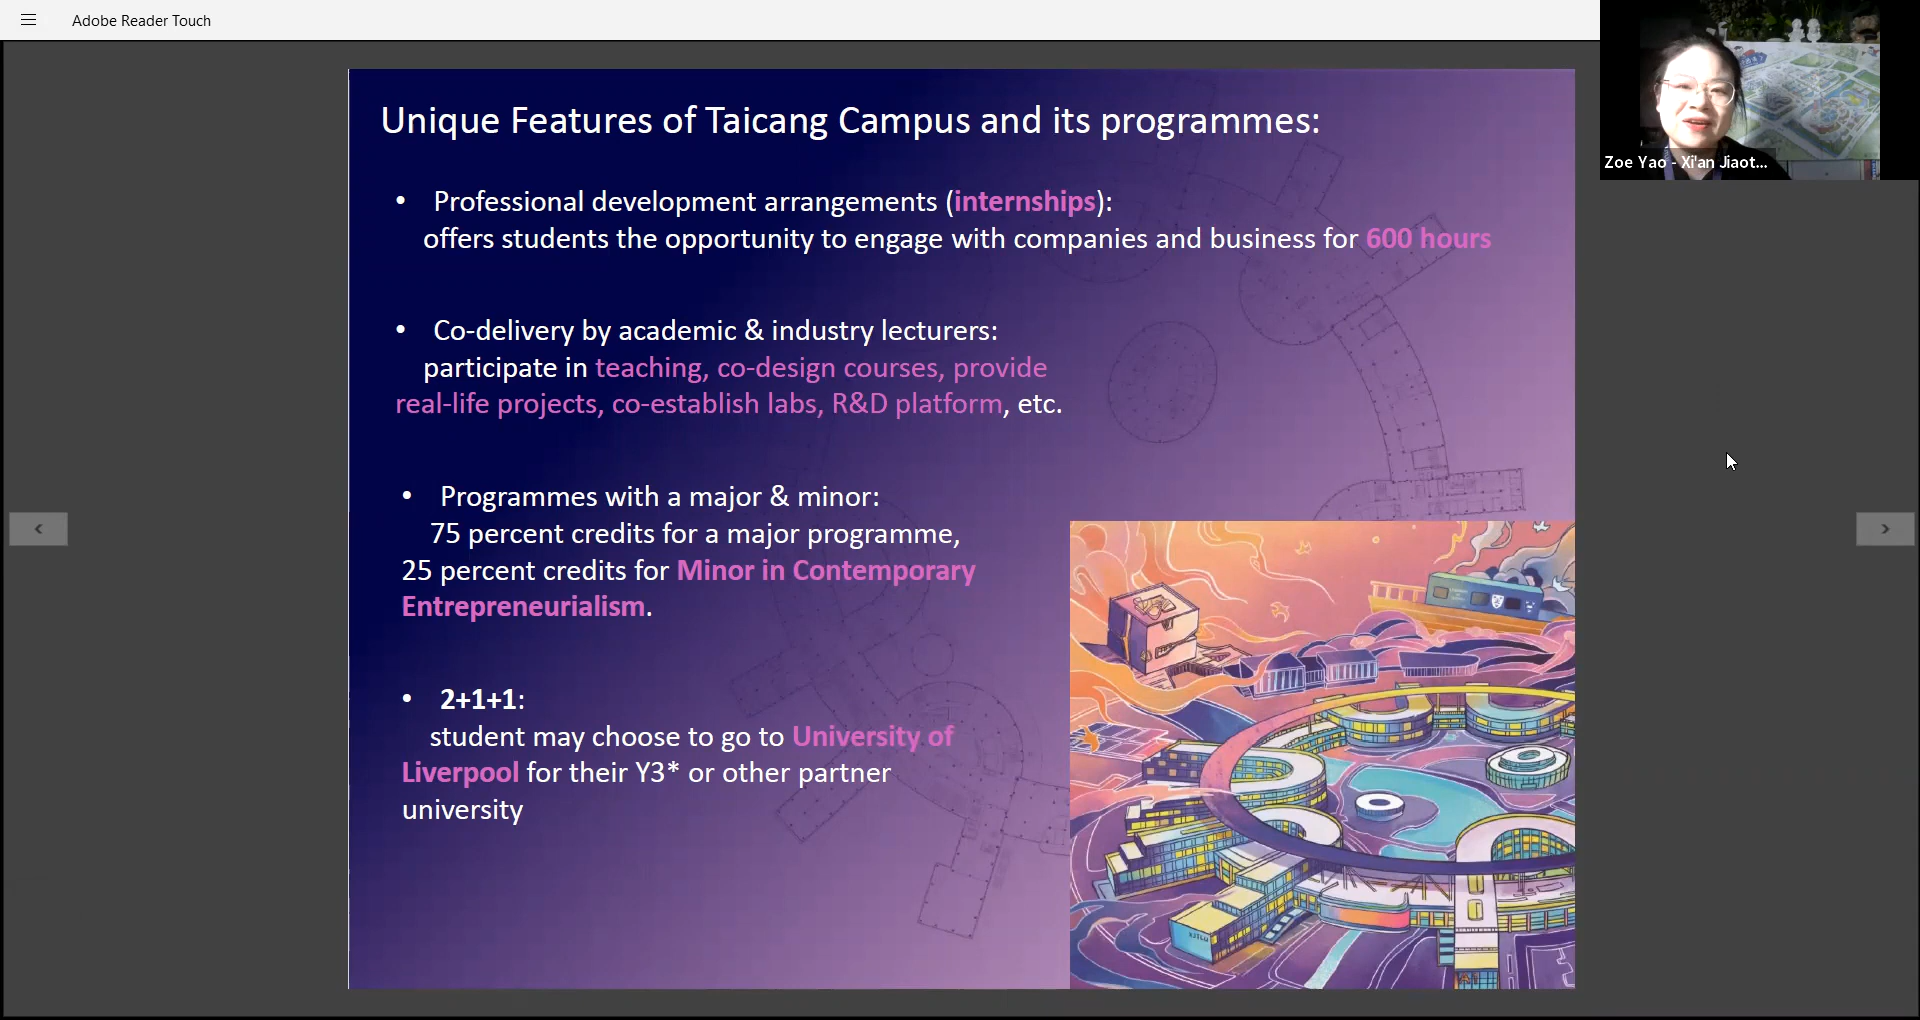 Adobe Reader Touch
Zoe Yao - Xi'an Jiaot...
Unique Features of Taicang Campus and its programmes:
• Professional development arrangements (internships):
offers students the opportunity to engage with companies and business for 600 hours
• Co-delivery by academic & industry lecturers:
participate in teaching, co-design courses, provide
real-life projects, co-establish labs, R&D platform, etc.
• Programmes with a major & minor:
75 percent credits for a major programme,
25 percent credits for Minor in Contemporary
Entrepreneurialism.
• 2+1+1:
student may choose to go to University of
Liverpool for their Y3* or other partner
university
XJTLU